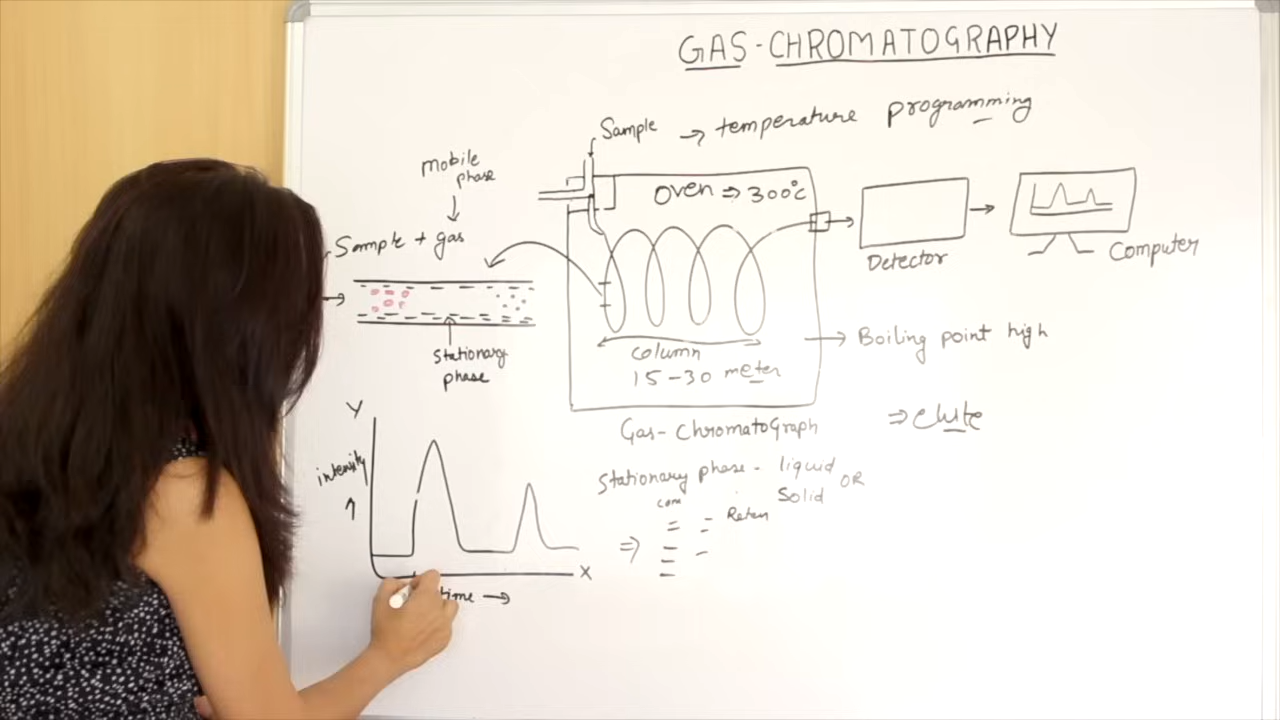 GAS-CHROMATOGRAPHY
Sample → temperature programming
mobile
phase
Oven ⇒ 300°C
Sample + gas
Detector
Computer
Stationary
phase
column
15-30 meter
→ Boiling point high
Gas-Chromatograph
⇒ elute
Y
intensity
Stationary phase - liquid OR
Solid
com
Reten
X
time →